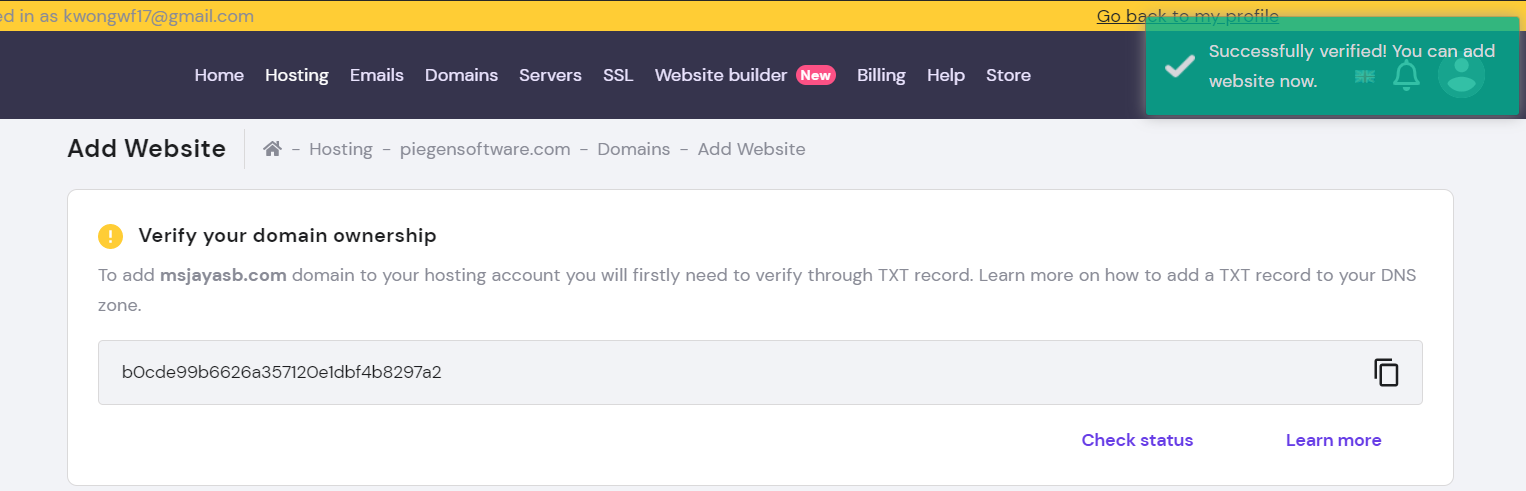 ed in as kwongwf17@gmail.com
Go back to my profile
Home Hosting Emails Domains Servers SSL Website builder New Billing Help Store
Successfully verified! You can add
website now.
Add Website
- Hosting - piegensoftware.com - Domains - Add Website
Verify your domain ownership
To add msjayasb.com domain to your hosting account you will firstly need to verify through TXT record. Learn more on how to add a TXT record to your DNS
zone.
b0cde99b6626a357120e1dbf4b8297a2
Check status
Learn more